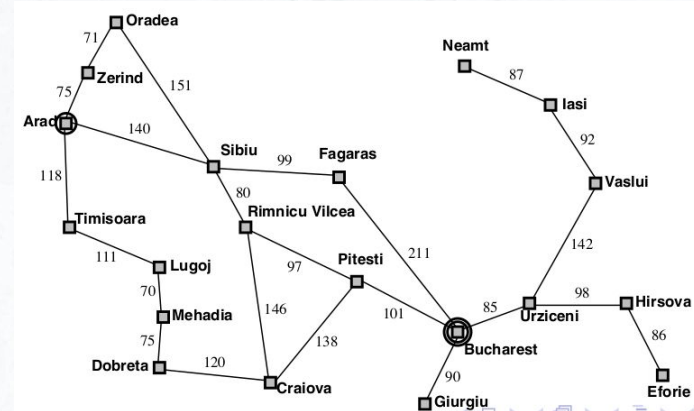 Oradea
71
Neamt
Zerind
87
75
151
Iasi
Arad
140
92
Sibiu
Fagaras
99
118
80
Vaslui
Timisoara
Rimnicu Vilcea
142
211
111
Lugoj
97
Pitesti
70
98
Hirsova
146
101
85
Urziceni
Mehadia
138
86
75
Bucharest
Dobreta
120
90
Craiova
Eforie
Giurgiu